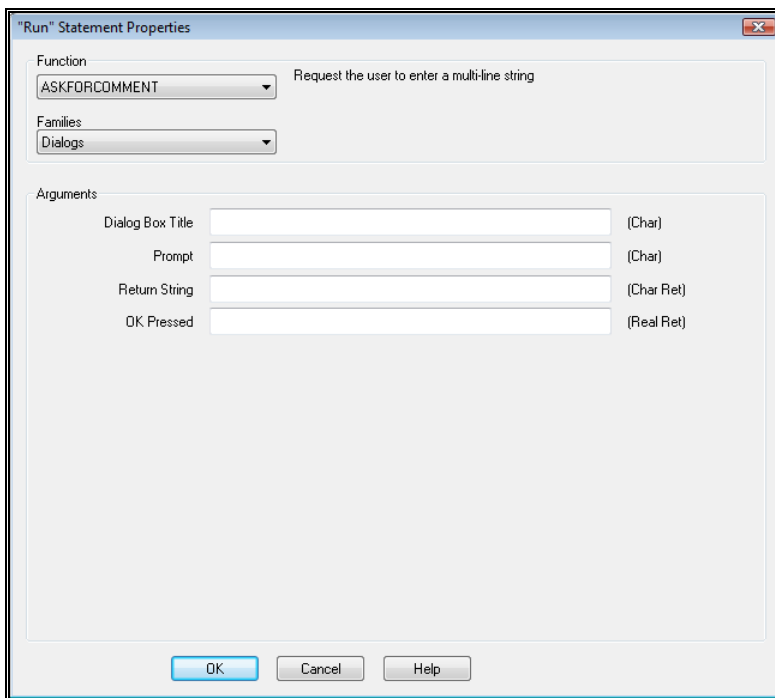 "Run" Statement Properties
Function
ASKFORCOMMENT
Request the user to enter a multi-line string
Families
Dialogs
Arguments
Dialog Box Title (Char)
Prompt (Char)
Return String (Char Ret)
OK Pressed (Real Ret)
OK Cancel Help